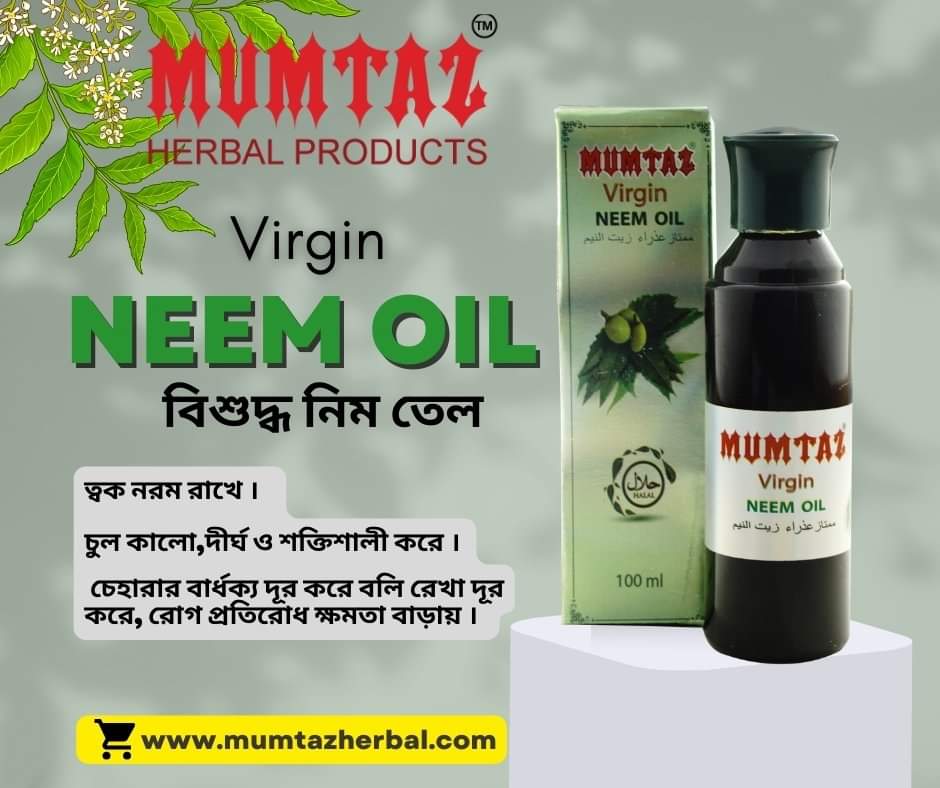 MUMTAZ™
HERBAL PRODUCTS
Virgin
NEEM OIL
বিশুদ্ধ নিম তেল
ত্বক নরম রাখে ।
চুল কালো,দীর্ঘ ও শক্তিশালী করে ।
চেহারার বার্ধক্য দূর করে বলি রেখা দূর
করে, রোগ প্রতিরোধ ক্ষমতা বাড়ায় ।
www.mumtazherbal.com
MUMTAZ®
Virgin
NEEM OIL
ممتاز عذراء زيت النيم
حلال
HALAL
100 ml
MUMTAZ®
Virgin
NEEM OIL
ممتاز عذراء زيت النيم